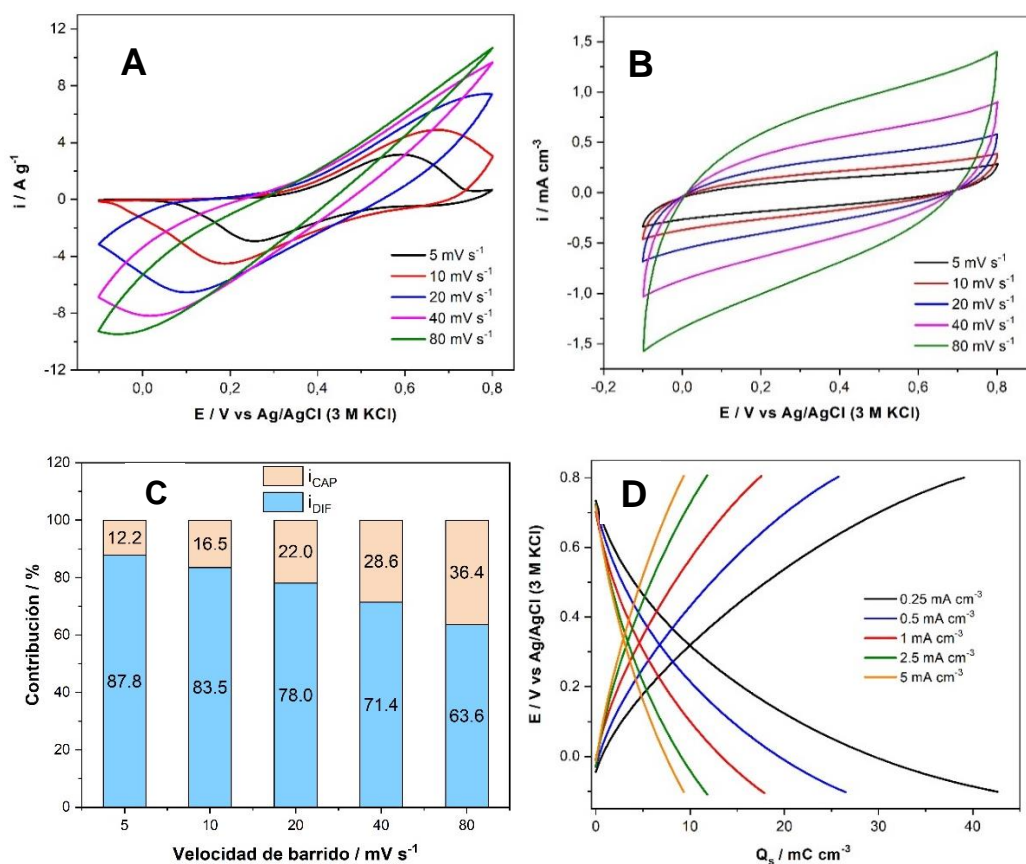 A
12
8
4
0
-4
-8
-12
i / A g⁻¹
0,0
0,2
0,4
0,6
0,8
E / V vs Ag/AgCl (3 M KCl)
5 mV s⁻¹
10 mV s⁻¹
20 mV s⁻¹
40 mV s⁻¹
80 mV s⁻¹
B
1,5
1,0
0,5
0,0
-0,5
-1,0
-1,5
i / mA cm⁻³
-0,2
0,0
0,2
0,4
0,6
0,8
E / V vs Ag/AgCl (3 M KCl)
5 mV s⁻¹
10 mV s⁻¹
20 mV s⁻¹
40 mV s⁻¹
80 mV s⁻¹
C
i_CAP
i_DIF
120
100
80
60
40
20
0
Contribución / %
12.2
16.5
22.0
28.6
36.4
87.8
83.5
78.0
71.4
63.6
5
10
20
40
80
Velocidad de barrido / mV s⁻¹
D
0.8
0.6
0.4
0.2
0.0
E / V vs Ag/AgCl (3 M KCl)
0.25 mA cm⁻³
0.5 mA cm⁻³
1 mA cm⁻³
2.5 mA cm⁻³
5 mA cm⁻³
0
10
20
30
40
Q_s / mC cm⁻³